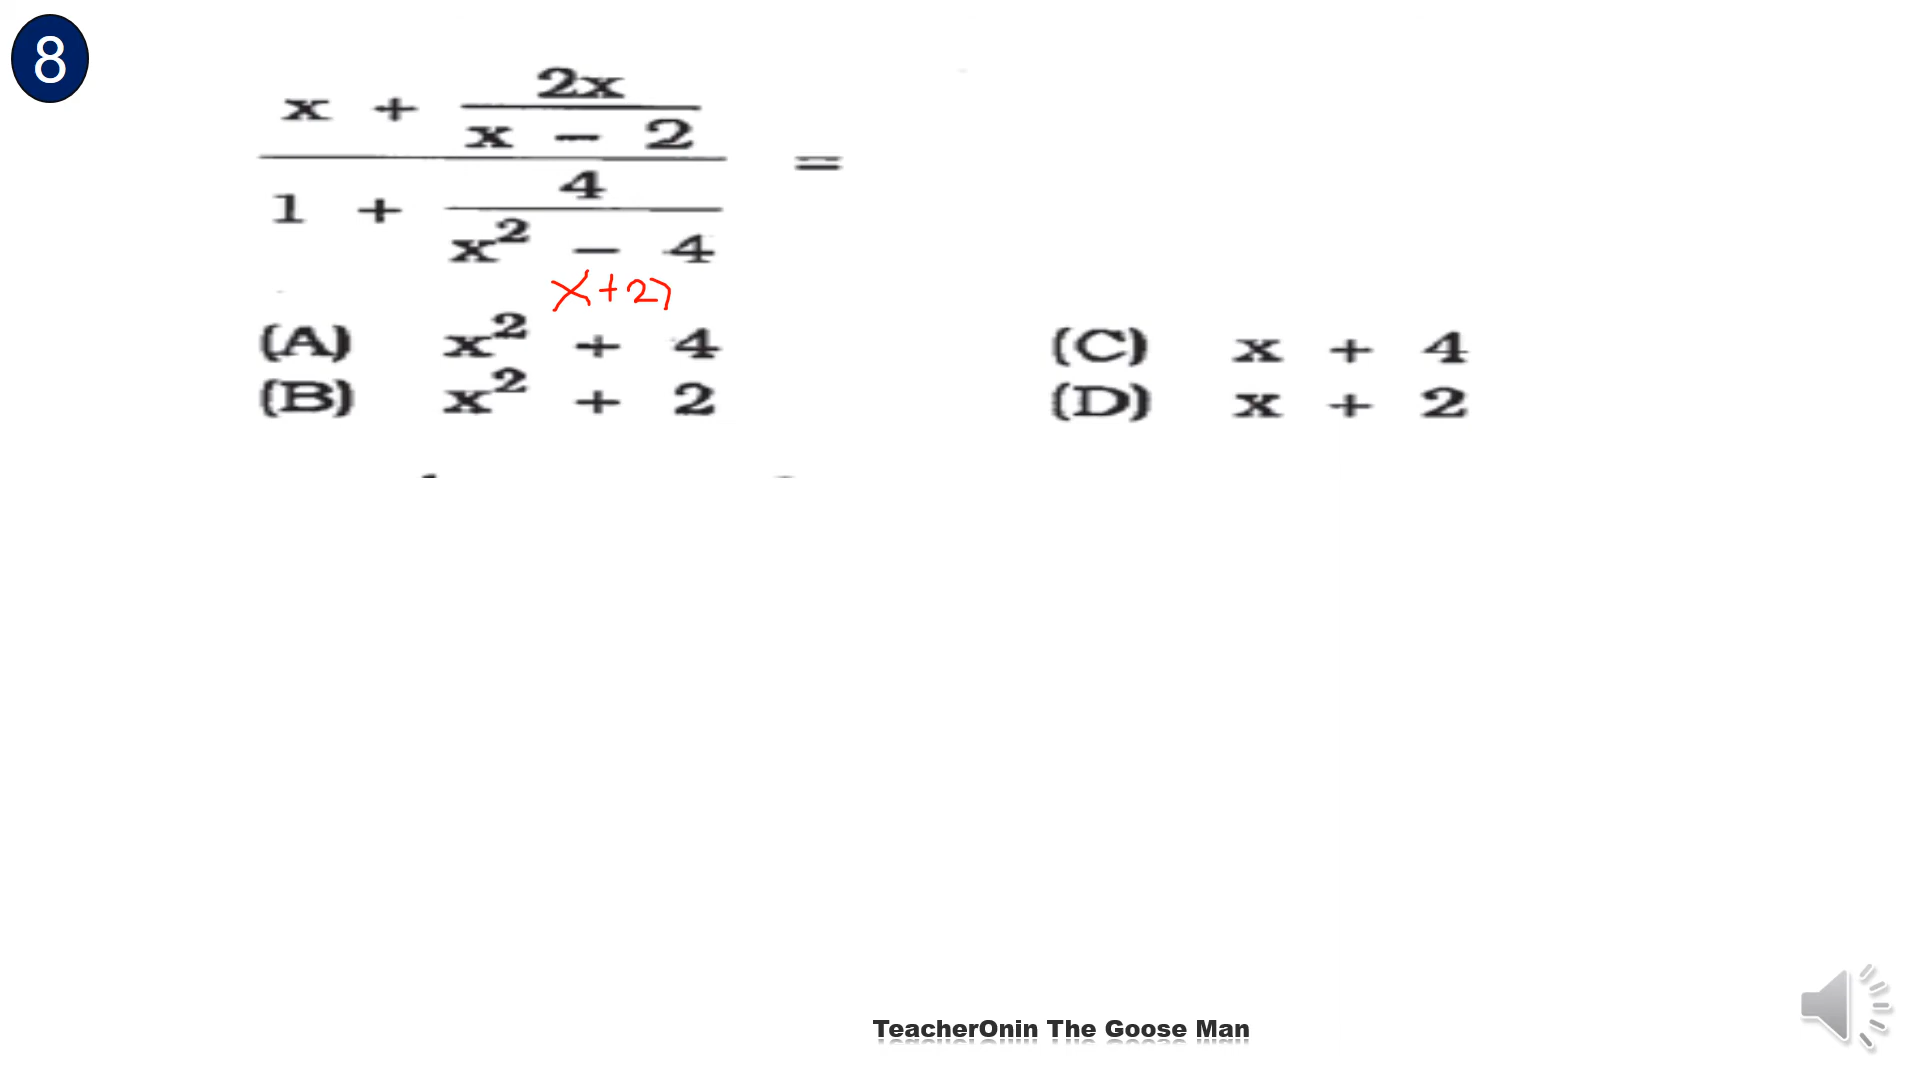 8
x + 2x
x - 2
=
1 + 4
x² - 4
x+2)
(A) x² + 4
(C) x + 4
(B) x² + 2
(D) x + 2
TeacherOnin The Goose Man